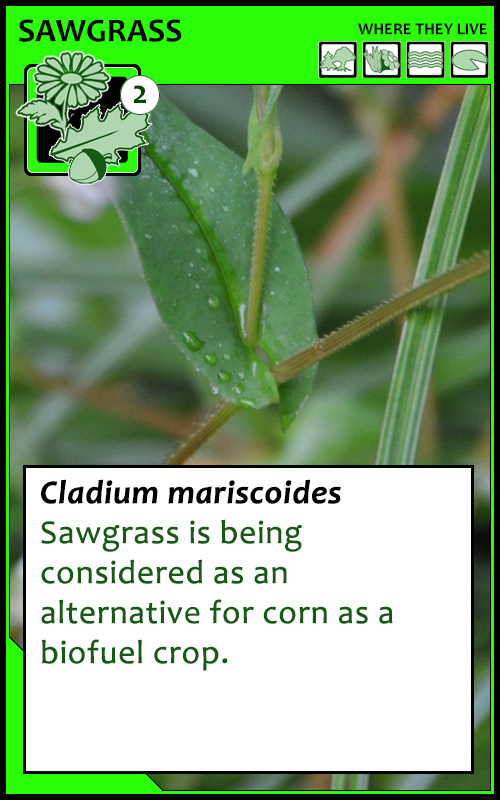 SAWGRASS
WHERE THEY LIVE
2
Cladium mariscoides
Sawgrass is being
considered as an
alternative for corn as a
biofuel crop.